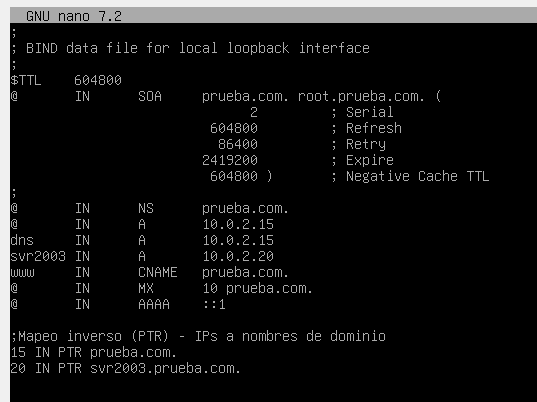 GNU nano 7.2
;
; BIND data file for local loopback interface
;
$TTL 604800
@ IN SOA prueba.com. root.prueba.com. (
2 ; Serial
604800 ; Refresh
86400 ; Retry
2419200 ; Expire
604800 ) ; Negative Cache TTL
;
@ IN NS prueba.com.
@ IN A 10.0.2.15
dns IN A 10.0.2.15
svr2003 IN A 10.0.2.20
www IN CNAME prueba.com.
@ IN MX 10 prueba.com.
@ IN AAAA ::1
;Mapeo inverso (PTR) - IPs a nombres de dominio
15 IN PTR prueba.com.
20 IN PTR svr2003.prueba.com.